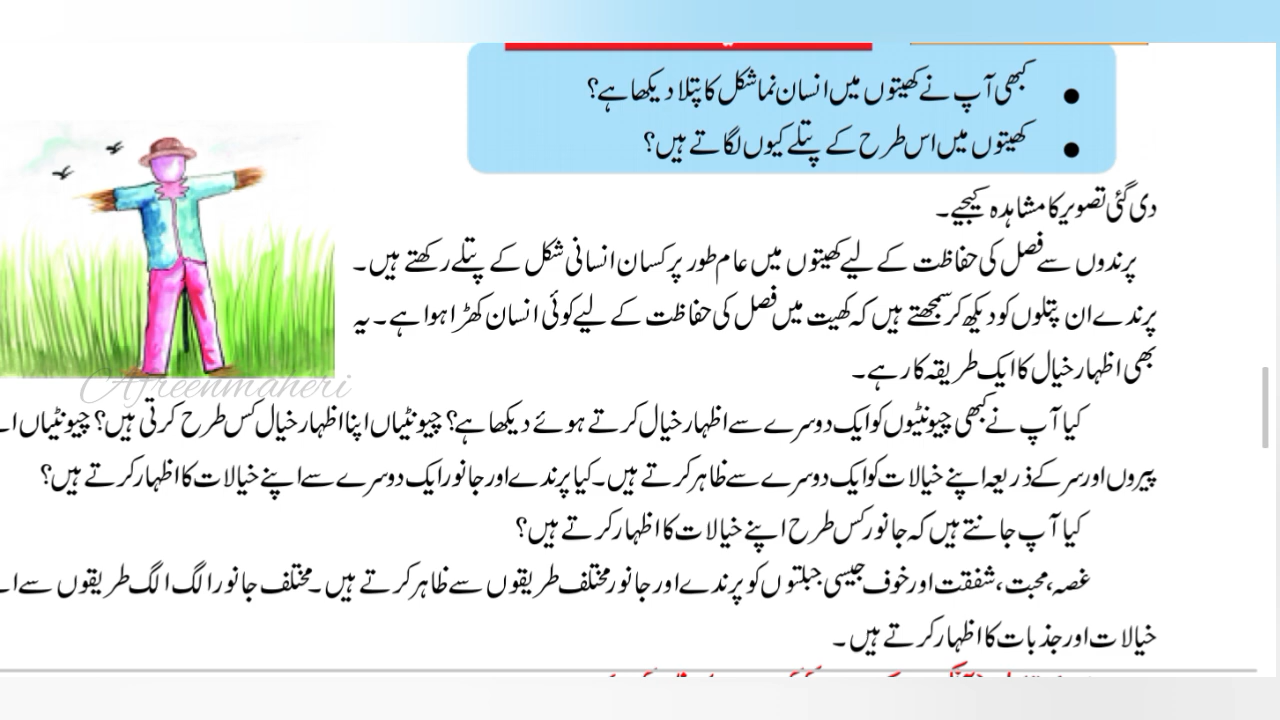 کبھی آپ نے کھیتوں میں انسان نما شکل کا پتلا دیکھا ہے؟
کھیتوں میں اس طرح کے پتلے کیوں لگاتے ہیں؟
دی گئی تصویر کا مشاہدہ کیجیے۔
پرندوں سے فصل کی حفاظت کے لیے کھیتوں میں عام طور پر کسان انسانی شکل کے پتلے رکھتے ہیں۔
پرندے ان پتلوں کو دیکھ کر سمجھتے ہیں کہ کھیت میں فصل کی حفاظت کے لیے کوئی انسان کھڑا ہوا ہے۔ یہ
بھی اظہار خیال کا ایک طریقہ کار ہے۔
Afreenmaheri
کیا آپ نے کبھی چیونٹیوں کو ایک دوسرے سے اظہار خیال کرتے ہوئے دیکھا ہے؟ چیونٹیاں اپنا اظہار خیال کس طرح کرتی ہیں؟ چیونٹیاں
پیروں اور سر کے ذریعہ اپنے خیالات کو ایک دوسرے سے ظاہر کرتے ہیں۔ کیا پرندے اور جانور ایک دوسرے سے اپنے خیالات کا اظہار کرتے ہیں؟
کیا آپ جانتے ہیں کہ جانور کس طرح اپنے خیالات کا اظہار کرتے ہیں؟
غصہ، محبت، شفقت اور خوف جیسی جبلتوں کو پرندے اور جانور مختلف طریقوں سے ظاہر کرتے ہیں۔ مختلف جانور الگ الگ طریقوں سے
خیالات اور جذبات کا اظہار کرتے ہیں۔